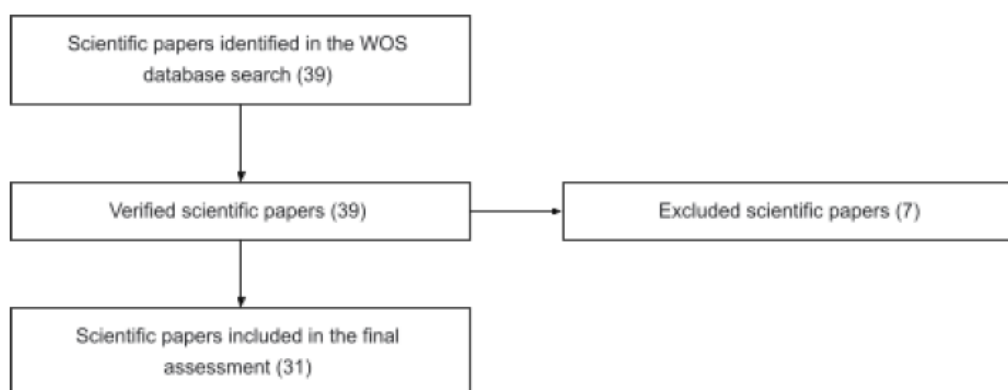 Scientific papers identified in the WOS
database search (39)
Verified scientific papers (39)
Excluded scientific papers (7)
Scientific papers included in the final
assessment (31)